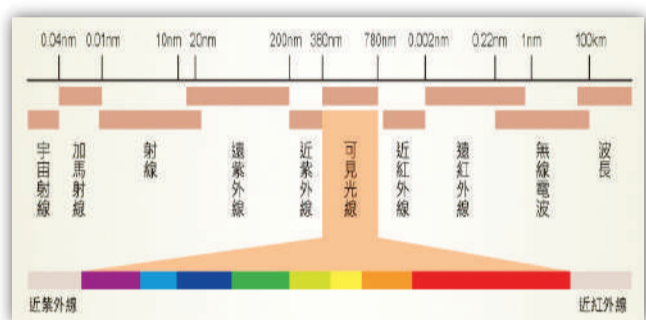 0.04nm 0.01nm 10nm 20nm 200nm 380nm 780nm 0.002nm 0.22nm 1nm 100km
宇宙射線
加馬射線
射線
遠紫外線
近紫外線
可見光線
近紅外線
遠紅外線
無線電波
波長
近紫外線
近紅外線